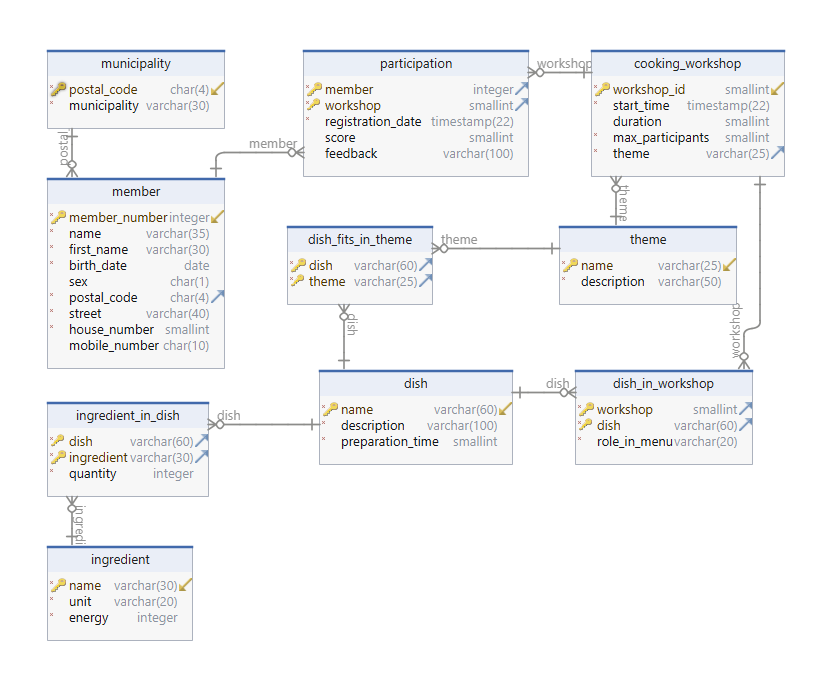 municipality
postal_code char(4)
municipality varchar(30)
postal_
member
member_number integer
name varchar(35)
first_name varchar(30)
birth_date date
sex char(1)
postal_code char(4)
street varchar(40)
house_number smallint
mobile_number char(10)
member
participation
member integer
workshop smallint
registration_date timestamp(22)
score smallint
feedback varchar(100)
workshop
cooking_workshop
workshop_id smallint
start_time timestamp(22)
duration smallint
max_participants smallint
theme varchar(25)
theme
dish_fits_in_theme
dish varchar(60)
theme varchar(25)
theme
theme
name varchar(25)
description varchar(50)
dish
workshop
dish
name varchar(60)
description varchar(100)
preparation_time smallint
dish
dish_in_workshop
workshop smallint
dish varchar(60)
role_in_menu varchar(20)
ingredient_in_dish
dish varchar(60)
ingredient varchar(30)
quantity integer
dish
ingredi
ingredient
name varchar(30)
unit varchar(20)
energy integer